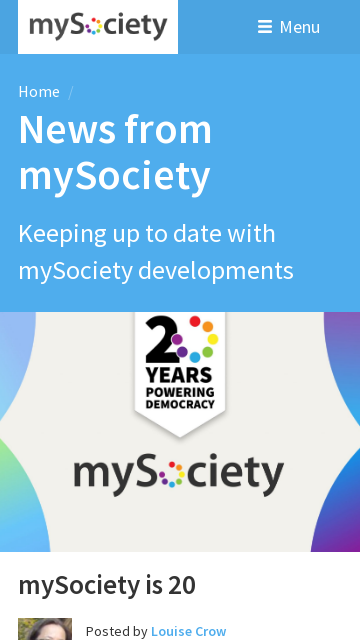 mySociety
Menu
Home /
News from
mySociety
Keeping up to date with
mySociety developments
20
YEARS
POWERING
DEMOCRACY
mySociety
mySociety is 20
Posted by Louise Crow